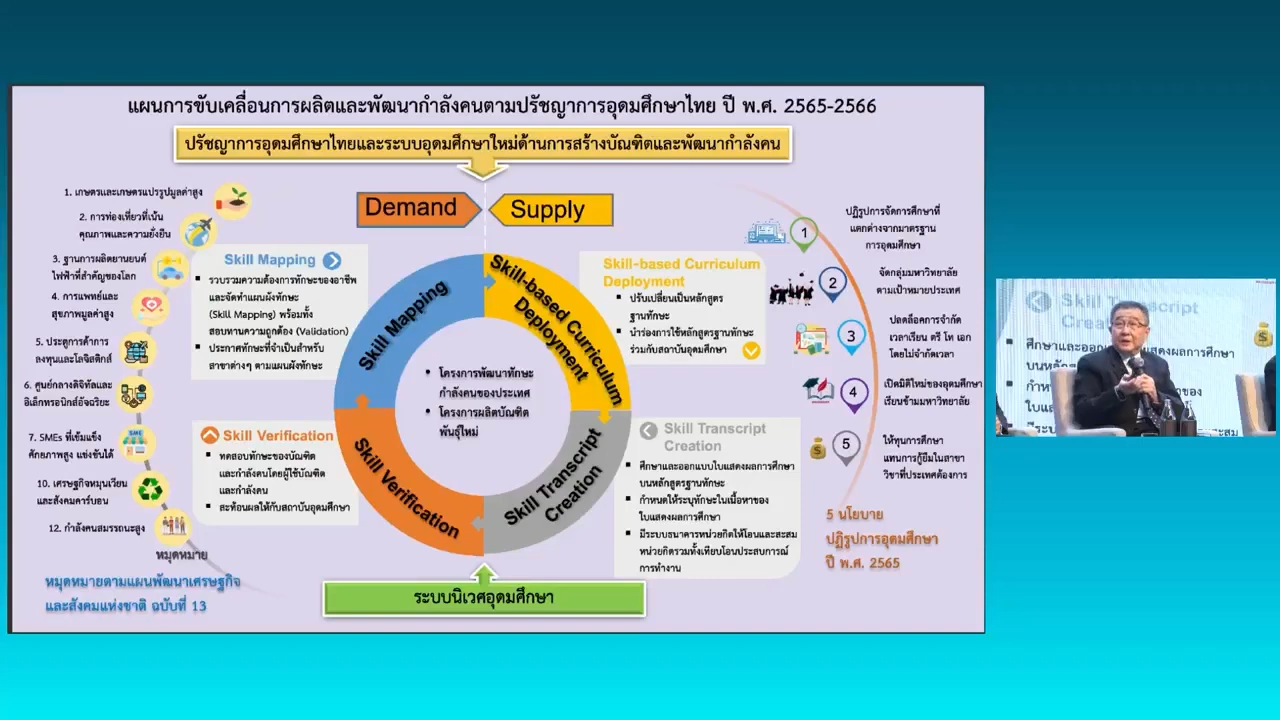 แผนการขับเคลื่อนการผลิตและพัฒนากำลังคนตามปรัชญาการอุดมศึกษาไทย ปี พ.ศ. 2565-2566
ปรัชญาการอุดมศึกษาไทยและระบบอุดมศึกษาใหม่ด้านการสร้างบัณฑิตและพัฒนากำลังคน
Demand
Supply
1. เกษตรและเกษตรแปรรูปมูลค่าสูง
2. การท่องเที่ยวที่เน้น
คุณภาพและความยั่งยืน
3. ฐานการผลิตยานยนต์
ไฟฟ้าที่สำคัญของโลก
4. การแพทย์และ
สุขภาพมูลค่าสูง
5. ประตูการค้าการ
ลงทุนและโลจิสติกส์
6. ศูนย์กลางดิจิทัลและ
อิเล็กทรอนิกส์อัจฉริยะ
7. SMEs ที่เข้มแข็ง
ศักยภาพสูง แข่งขันได้
SME
10. เศรษฐกิจหมุนเวียน
และสังคมคาร์บอน
12. กำลังคนสมรรถนะสูง
หมุดหมาย
หมุดหมายตามแผนพัฒนาเศรษฐกิจ
และสังคมแห่งชาติ ฉบับที่ 13
Skill Mapping
▪ รวบรวมความต้องการทักษะของอาชีพ
และจัดทำแผนผังทักษะ
(Skill Mapping) พร้อมทั้ง
สอบทานความถูกต้อง (Validation)
▪ ประกาศทักษะที่จำเป็นสำหรับ
สาขาต่างๆ ตามแผนผังทักษะ
Skill Verification
▪ ทดสอบทักษะของบัณฑิต
และกำลังคนโดยผู้ใช้บัณฑิต
และกำลังคน
▪ สะท้อนผลให้กับสถาบันอุดมศึกษา
Skill Mapping
Skill-based Curriculum
Deployment
Skill Transcript
Creation
Skill Verification
• โครงการพัฒนาทักษะ
กำลังคนของประเทศ
• โครงการผลิตบัณฑิต
พันธุ์ใหม่
Skill-based Curriculum
Deployment
▪ ปรับเปลี่ยนเป็นหลักสูตร
ฐานทักษะ
▪ นำร่องการใช้หลักสูตรฐานทักษะ
ร่วมกับสถาบันอุดมศึกษา
Skill Transcript
Creation
▪ ศึกษาและออกแบบใบแสดงผลการศึกษา
บนหลักสูตรฐานทักษะ
▪ กำหนดให้ระบุทักษะในเนื้อหาของ
ใบแสดงผลการศึกษา
▪ มีระบบธนาคารหน่วยกิตให้โอนและสะสม
หน่วยกิตรวมทั้งเทียบโอนประสบการณ์
การทำงาน
1
ปฏิรูปการจัดการศึกษาที่
แตกต่างจากมาตรฐาน
การอุดมศึกษา
2
จัดกลุ่มมหาวิทยาลัย
ตามเป้าหมายประเทศ
3
ปลดล็อคการจำกัด
เวลาเรียน ตรี โท เอก
โดยไม่จำกัดเวลา
4
เปิดมิติใหม่ของอุดมศึกษา
เรียนข้ามมหาวิทยาลัย
5
ให้ทุนการศึกษา
แทนการกู้ยืมในสาขา
วิชาที่ประเทศต้องการ
5 นโยบาย
ปฏิรูปการอุดมศึกษา
ปี พ.ศ. 2565
ระบบนิเวศอุดมศึกษา
Skill Transcript
▪ ศึกษาและออกแบบใบแสดงผลการศึกษา